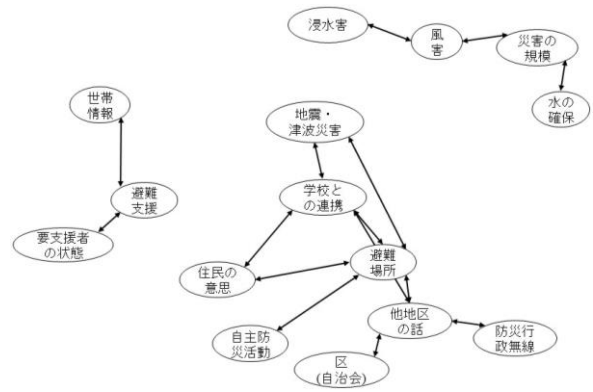 浸水害
風
害
災害の
規模
水の
確保
世帯
情報
地震・
津波災害
学校と
の連携
避難
支援
要支援者
の状態
住民の
意思
避難
場所
他地区
の話
防災行
政無線
自主防
災活動
区
(自治会)